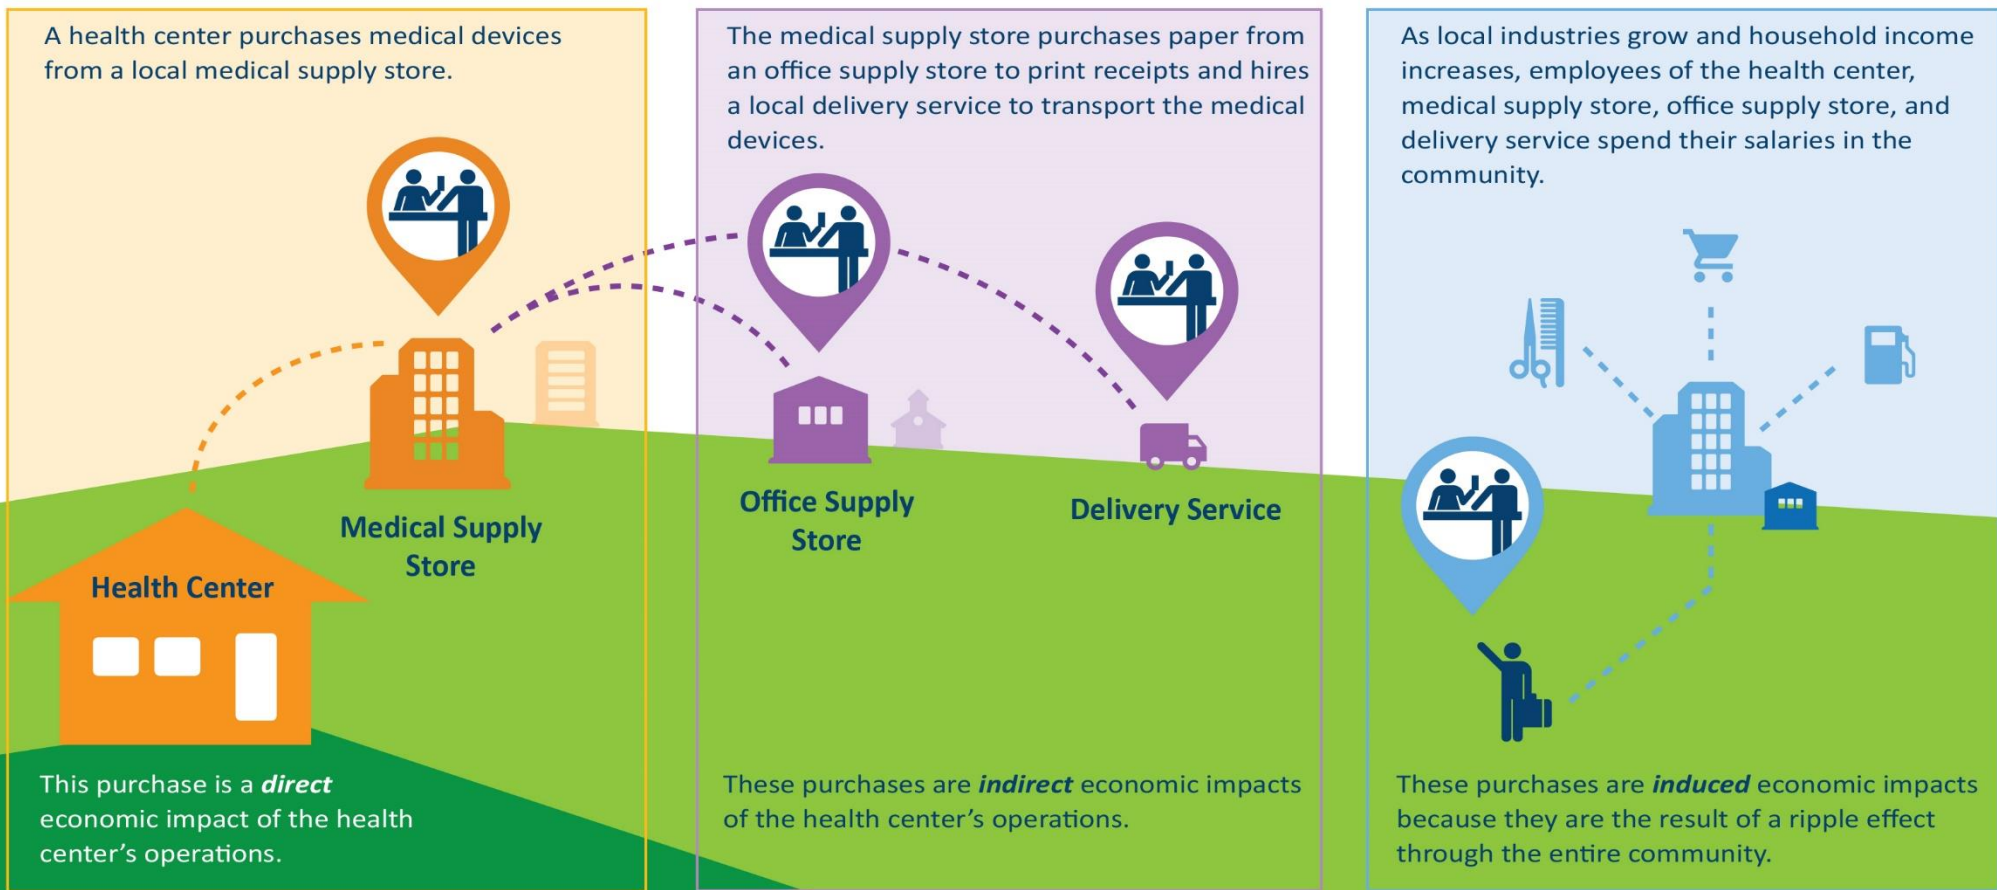 A health center purchases medical devices
from a local medical supply store.
Health Center
Medical Supply
Store
This purchase is a direct
economic impact of the health
center’s operations.
The medical supply store purchases paper from
an office supply store to print receipts and hires
a local delivery service to transport the medical
devices.
Office Supply
Store
Delivery Service
These purchases are indirect economic impacts
of the health center’s operations.
As local industries grow and household income
increases, employees of the health center,
medical supply store, office supply store, and
delivery service spend their salaries in the
community.
These purchases are induced economic impacts
because they are the result of a ripple effect
through the entire community.